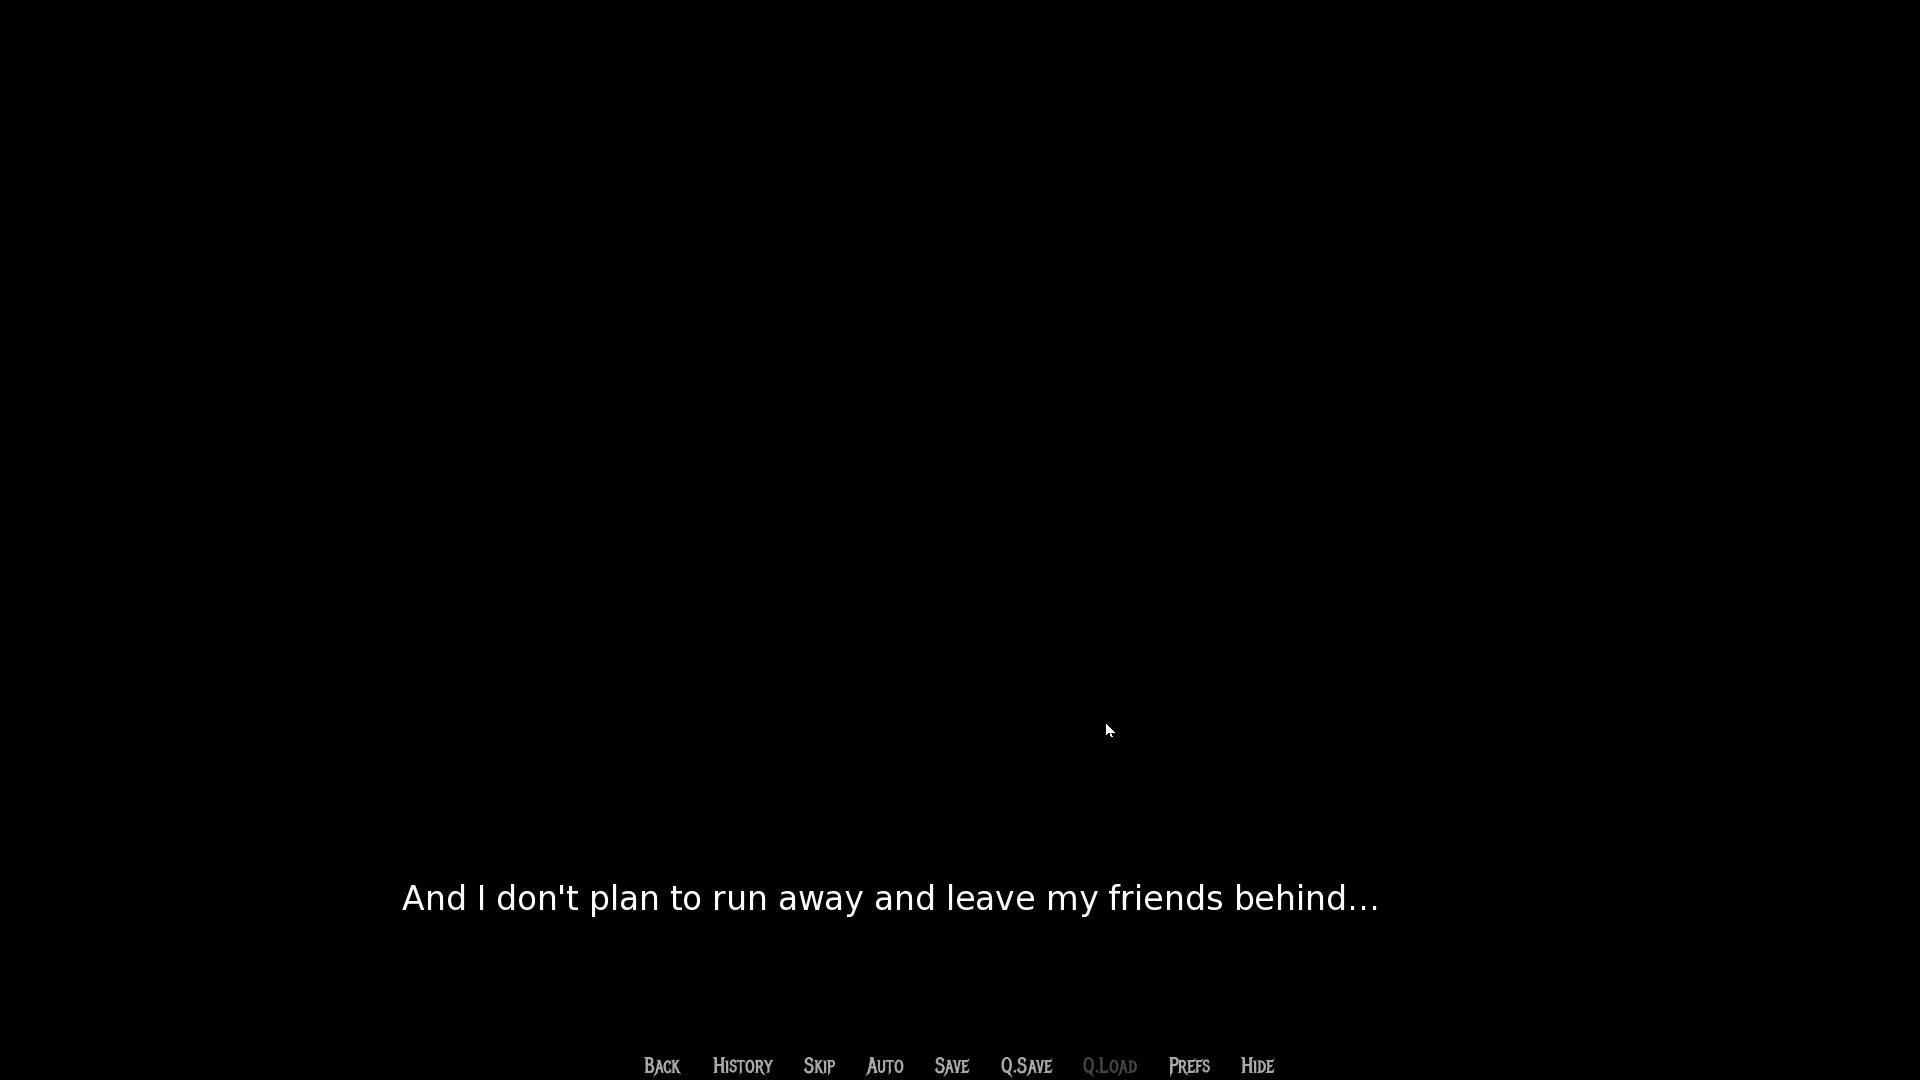 And I don't plan to run away and leave my friends behind...
Back History Skip Auto Save Q.Save Q.Load Prefs Hide